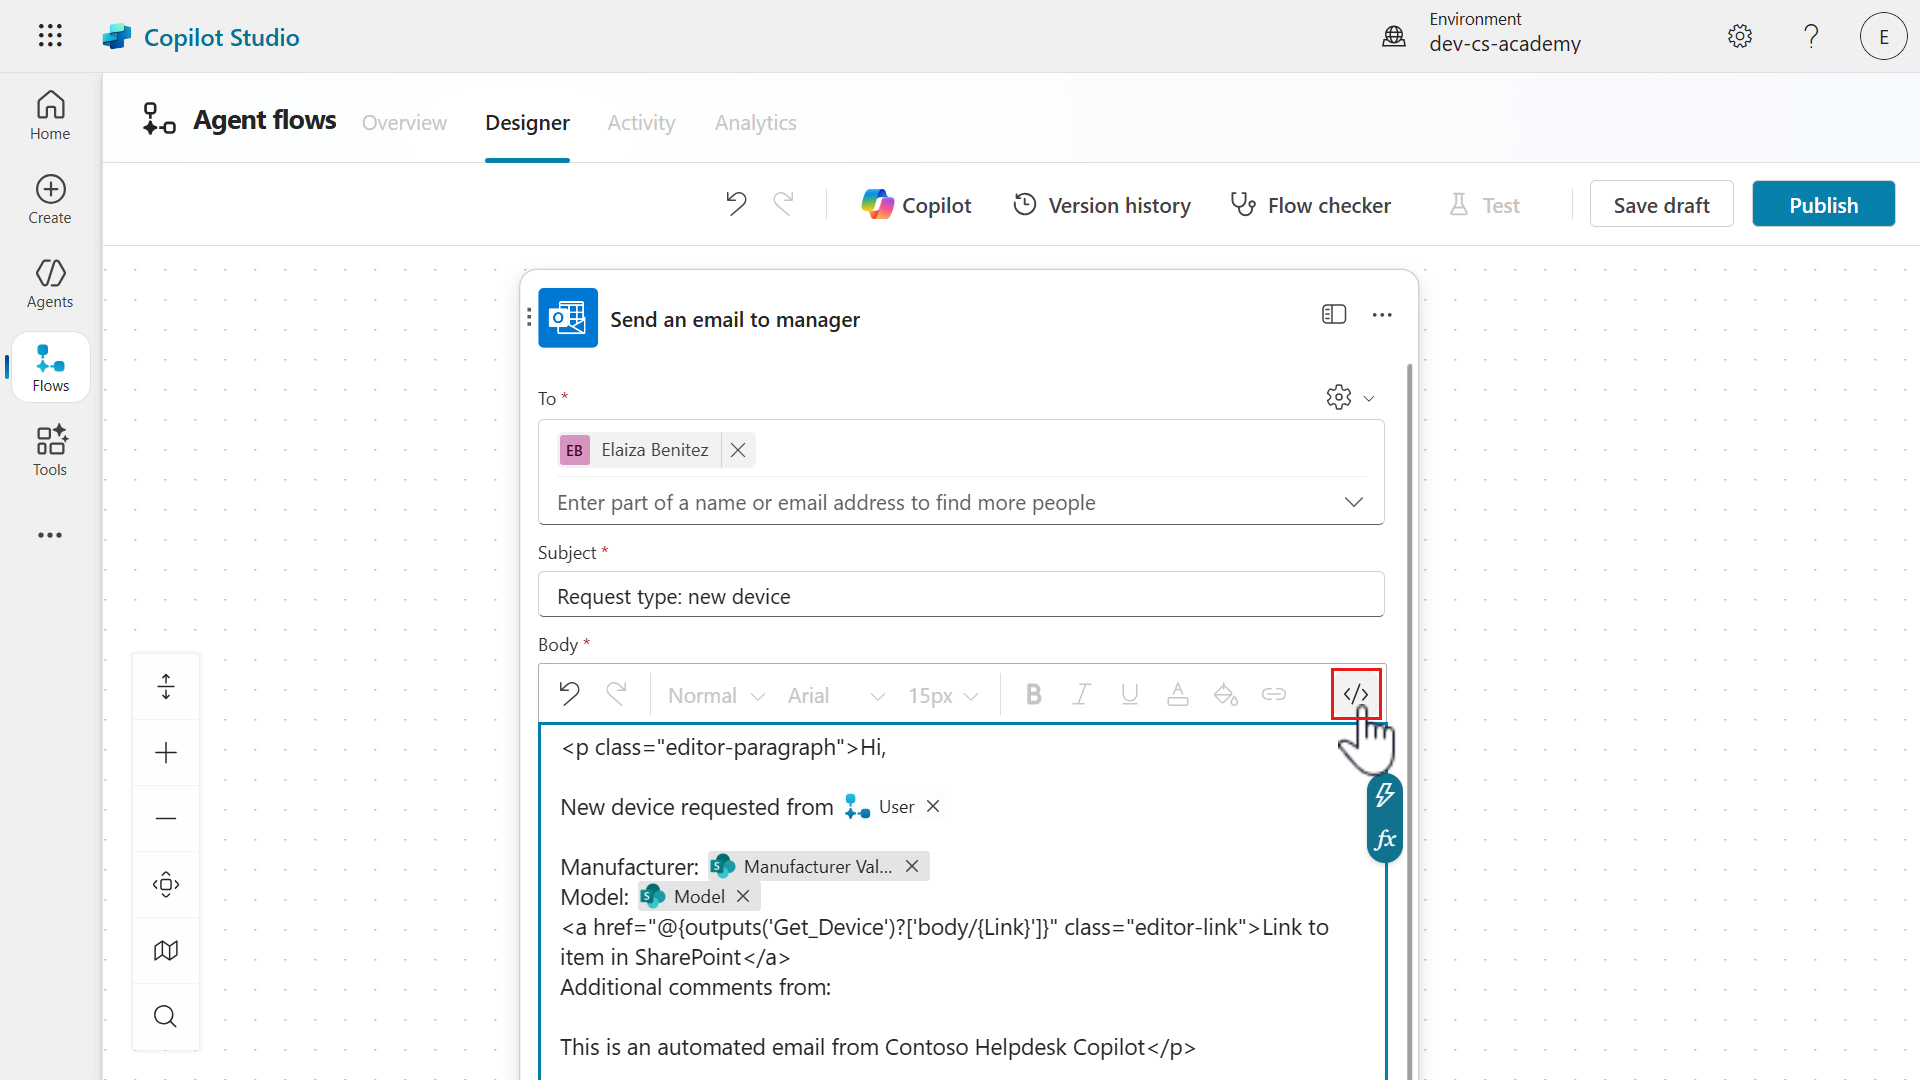 Copilot Studio
Environment
dev-cs-academy
E
Home
Create
Agents
Flows
Tools
Agent flows
Overview
Designer
Activity
Analytics
Copilot
Version history
Flow checker
Test
Save draft
Publish
Send an email to manager
To *
EB Elaiza Benitez
Enter part of a name or email address to find more people
Subject *
Request type: new device
Body *
Normal Arial 15px B I U A </>
<p class="editor-paragraph">Hi,
New device requested from User
Manufacturer: S Manufacturer Val...
Model: S Model
<a href="@{outputs('Get_Device')?['body/{Link}']}" class="editor-link">Link to
item in SharePoint</a>
Additional comments from:
This is an automated email from Contoso Helpdesk Copilot</p>
fx